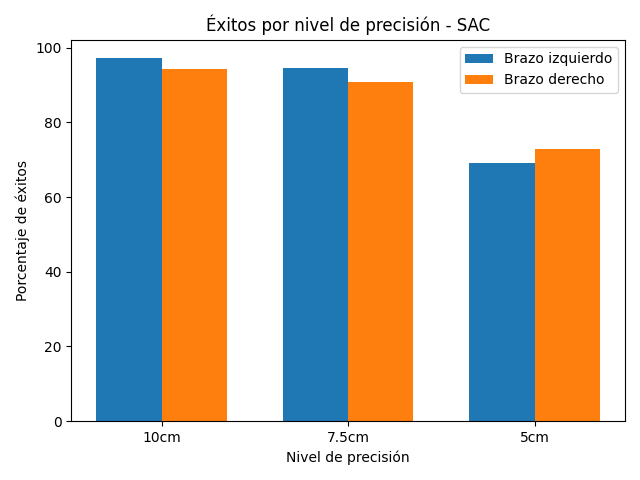 Éxitos por nivel de precisión - SAC
Brazo izquierdo
Brazo derecho
Porcentaje de éxitos
100
80
60
40
20
0
10cm
7.5cm
5cm
Nivel de precisión